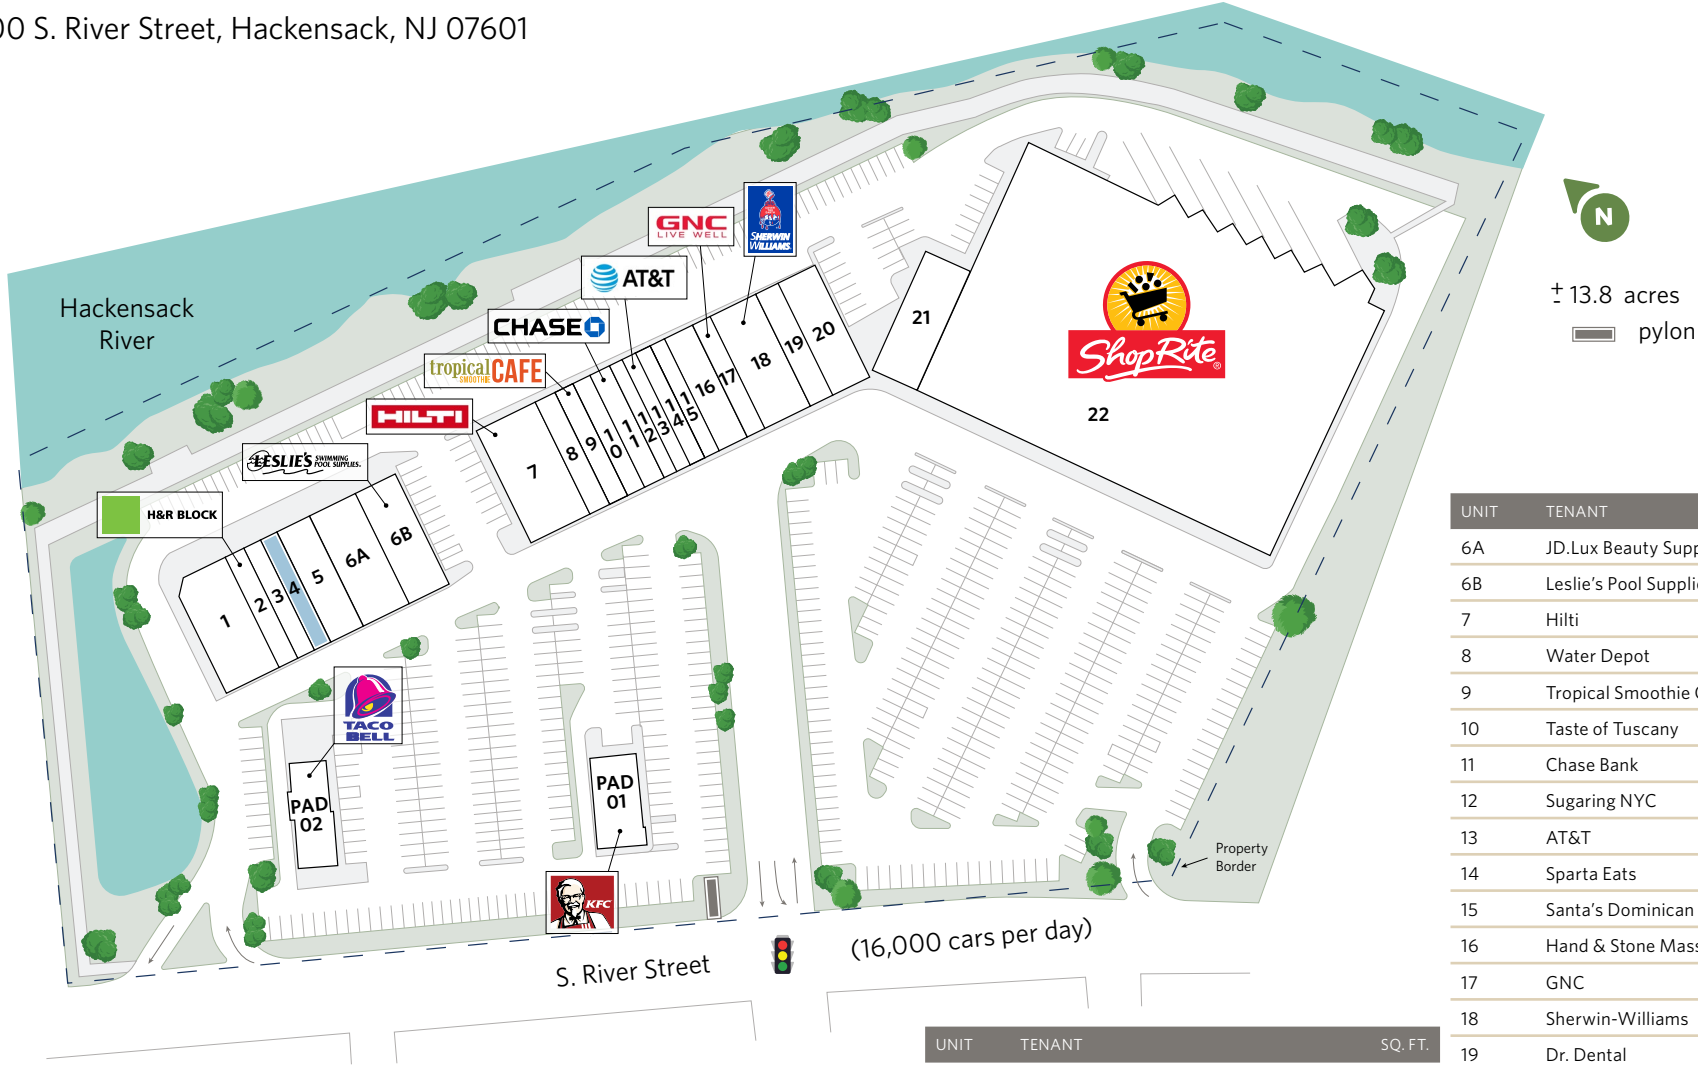 00 S. River Street, Hackensack, NJ 07601
Hackensack
River
GNC
LIVE WELL
SHERWIN
WILLIAMS.
AT&T
CHASE
tropical
SMOOTHIE
CAFE
HILTI
LESLIE'S SWIMMING
POOL SUPPLIES.
H&R BLOCK
N
± 13.8 acres
pylon
1
2
3
4
5
6A
6B
7
8
9
10
11
12
13
14
15
16
17
18
19
20
21
22
ShopRite®
TACO
BELL
PAD
02
PAD
01
KFC
Property
Border
S. River Street
(16,000 cars per day)
UNIT TENANT SQ. FT.
UNIT TENANT
6A JD.Lux Beauty Supp
6B Leslie's Pool Supplie
7 Hilti
8 Water Depot
9 Tropical Smoothie C
10 Taste of Tuscany
11 Chase Bank
12 Sugaring NYC
13 AT&T
14 Sparta Eats
15 Santa's Dominican
16 Hand & Stone Mass
17 GNC
18 Sherwin-Williams
19 Dr. Dental